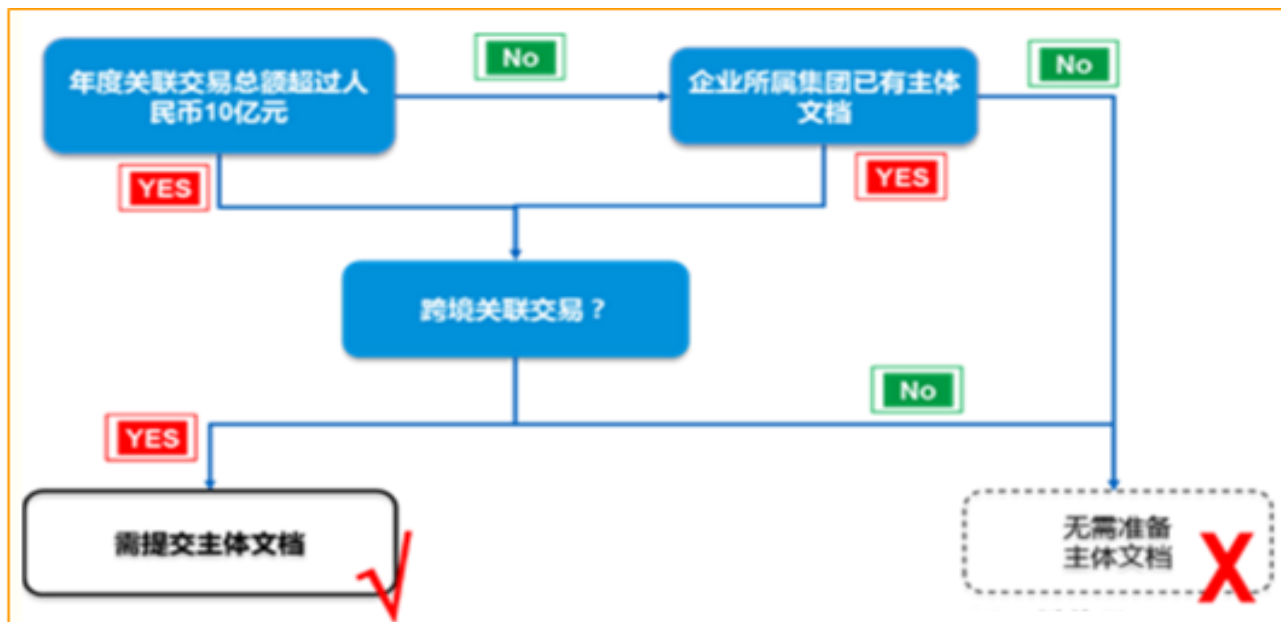 年度关联交易总额超过人
民币10亿元
No
企业所属集团已有主体
文档
No
YES
YES
跨境关联交易？
No
YES
需提交主体文档
√
无需准备
主体文档
X